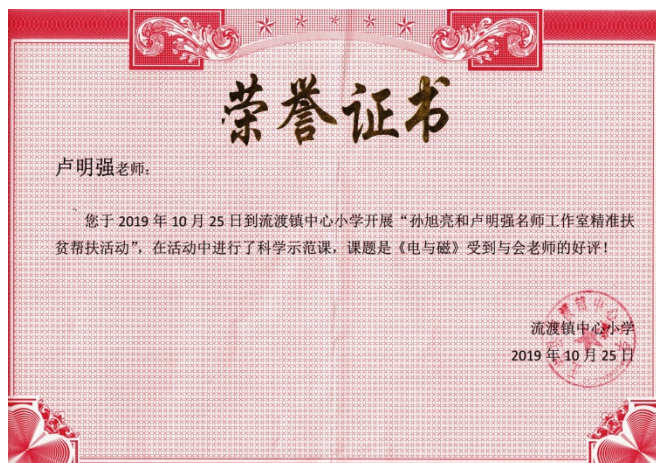 荣誉证书
卢明强老师：
您于 2019 年 10 月 25 日到流渡镇中心小学开展“孙旭亮和卢明强名师工作室精准扶
贫帮扶活动”，在活动中进行了科学示范课，课题是《电与磁》受到与会老师的好评！
流渡镇中心小学
2019 年 10 月 25 日